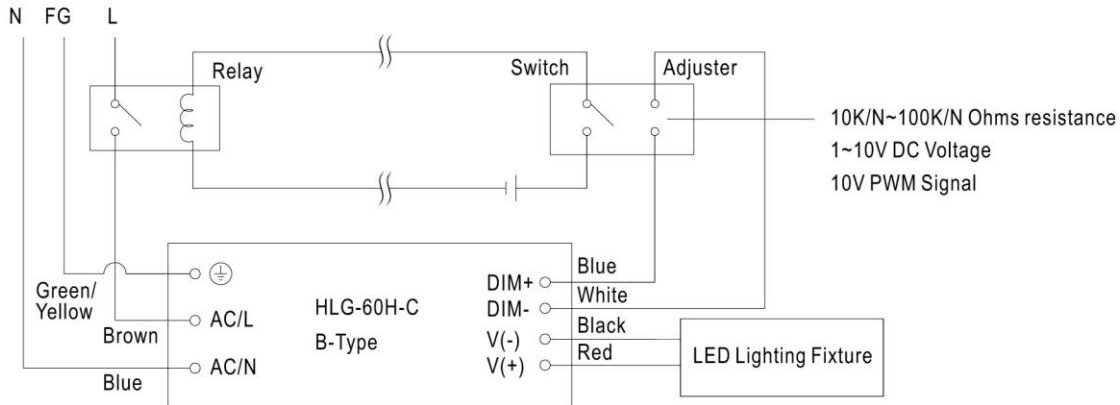 N FG L
Relay
Switch
Adjuster
10K/N~100K/N Ohms resistance
1~10V DC Voltage
10V PWM Signal
Green/
Yellow
Brown
Blue
AC/L
AC/N
HLG-60H-C
B-Type
DIM+
DIM-
V(-)
V(+)
Blue
White
Black
Red
LED Lighting Fixture